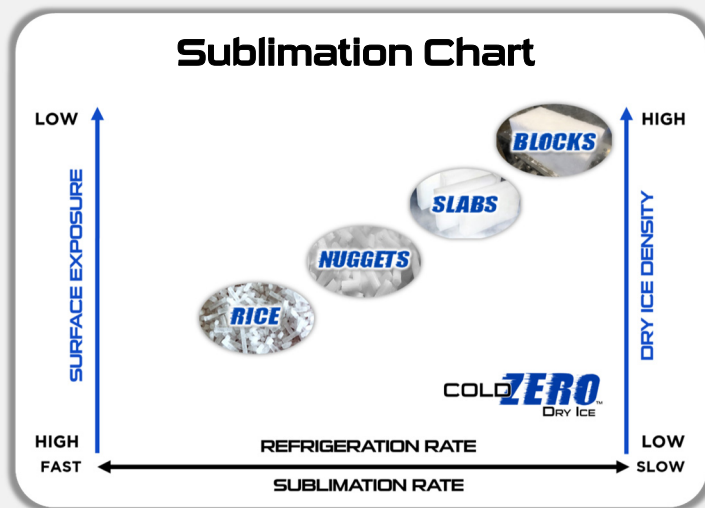 Sublimation Chart
LOW
HIGH
BLOCKS
SLABS
NUGGETS
RICE
SURFACE EXPOSURE
DRY ICE DENSITY
COLD ZERO™
DRY ICE
HIGH
LOW
REFRIGERATION RATE
FAST
SLOW
SUBLIMATION RATE